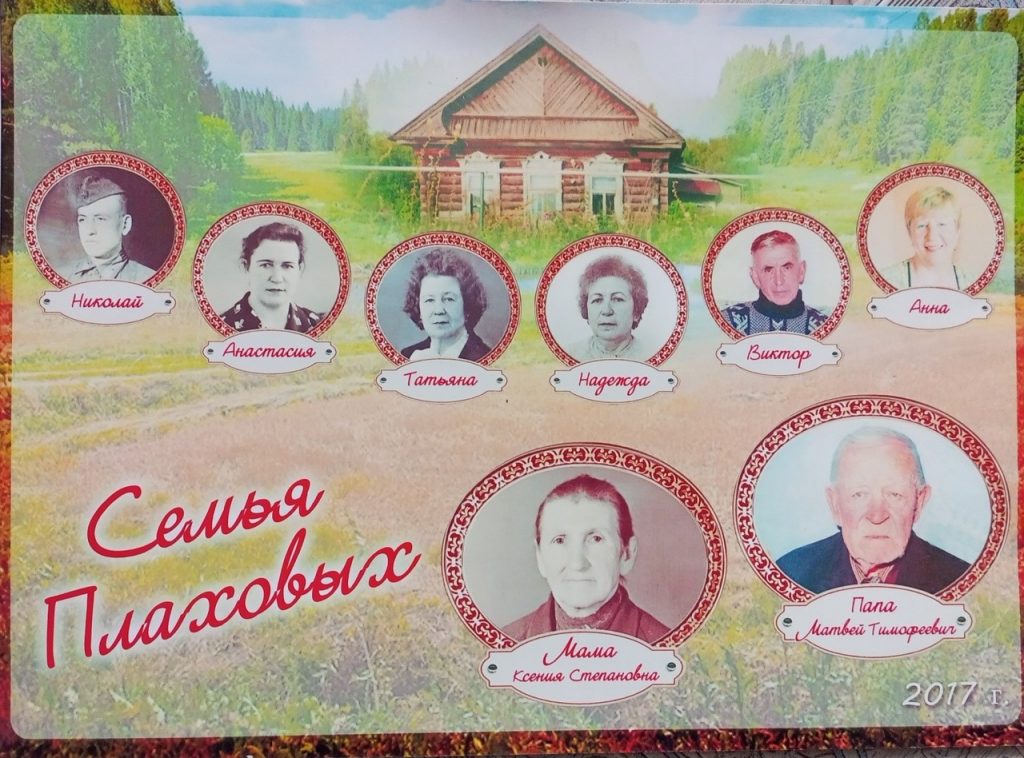 Николай
Анастасия
Татьяна
Надежда
Виктор
Анна
Семья
Плаховых
Мама
Ксения Степановна
Папа
Матвей Тимофеевич
2017 г.